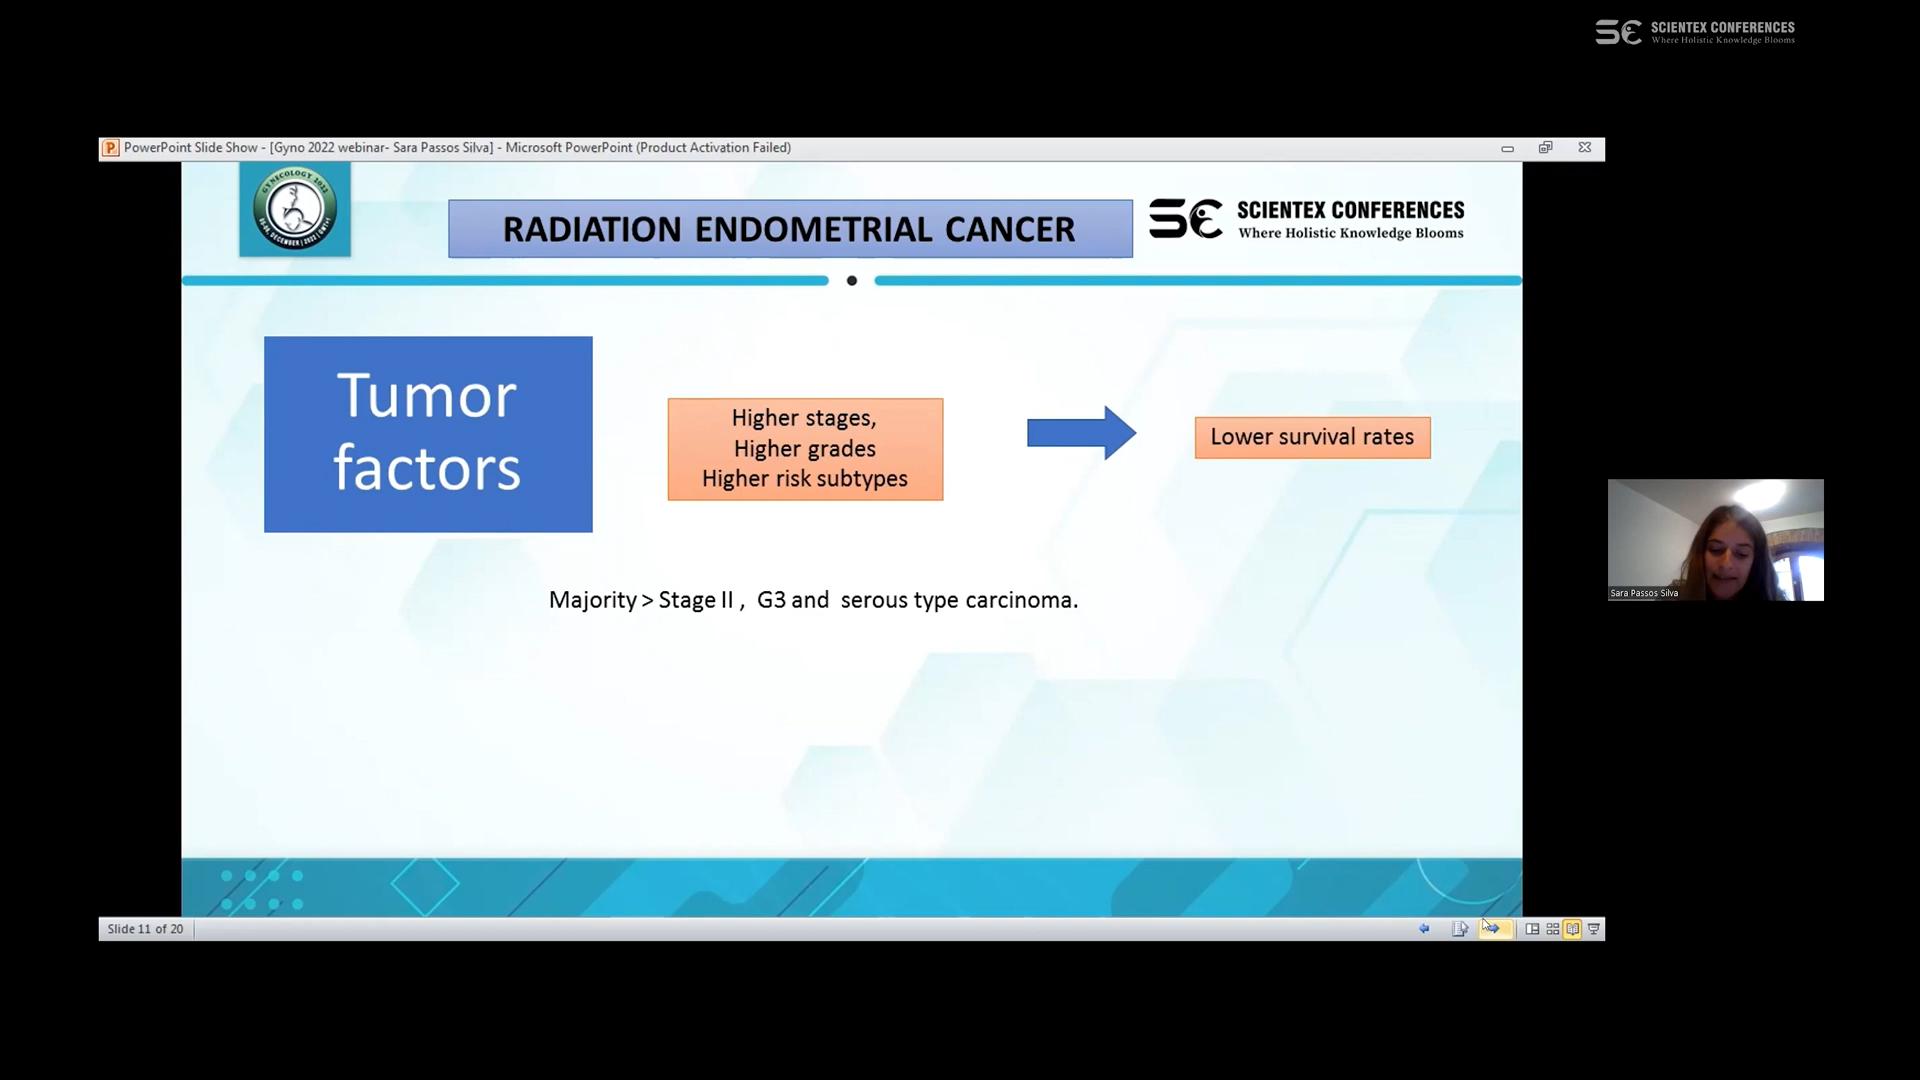 SCIENTEX CONFERENCES
Where Holistic Knowledge Blooms
PowerPoint Slide Show - [Gyno 2022 webinar- Sara Passos Silva] - Microsoft PowerPoint (Product Activation Failed)
GYNECOLOGY 2022
RADIATION ENDOMETRIAL CANCER
SCIENTEX CONFERENCES
Where Holistic Knowledge Blooms
Tumor
factors
Higher stages,
Higher grades
Higher risk subtypes
Lower survival rates
Majority > Stage II , G3 and serous type carcinoma.
Sara Passos Silva
Slide 11 of 20